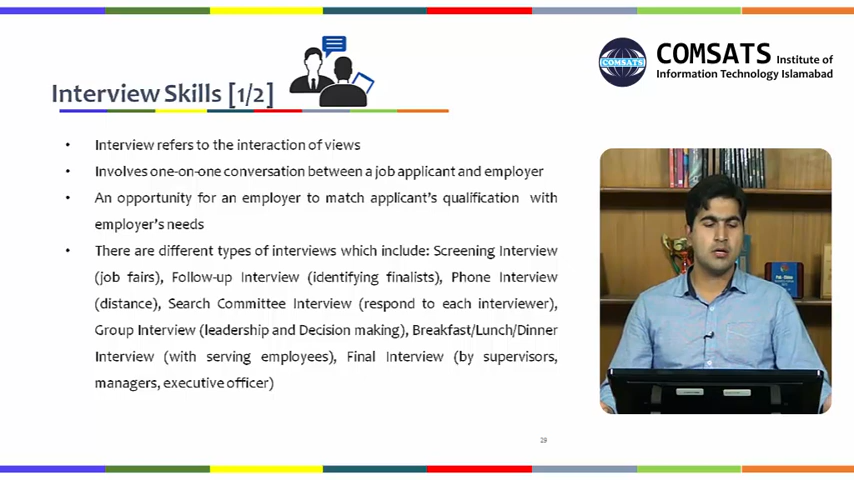 COMSATS Institute of
Information Technology Islamabad
Interview Skills [1/2]
• Interview refers to the interaction of views
• Involves one-on-one conversation between a job applicant and employer
• An opportunity for an employer to match applicant's qualification with
employer's needs
• There are different types of interviews which include: Screening Interview
(job fairs), Follow-up Interview (identifying finalists), Phone Interview
(distance), Search Committee Interview (respond to each interviewer),
Group Interview (leadership and Decision making), Breakfast/Lunch/Dinner
Interview (with serving employees), Final Interview (by supervisors,
managers, executive officer)
29
COMSATS